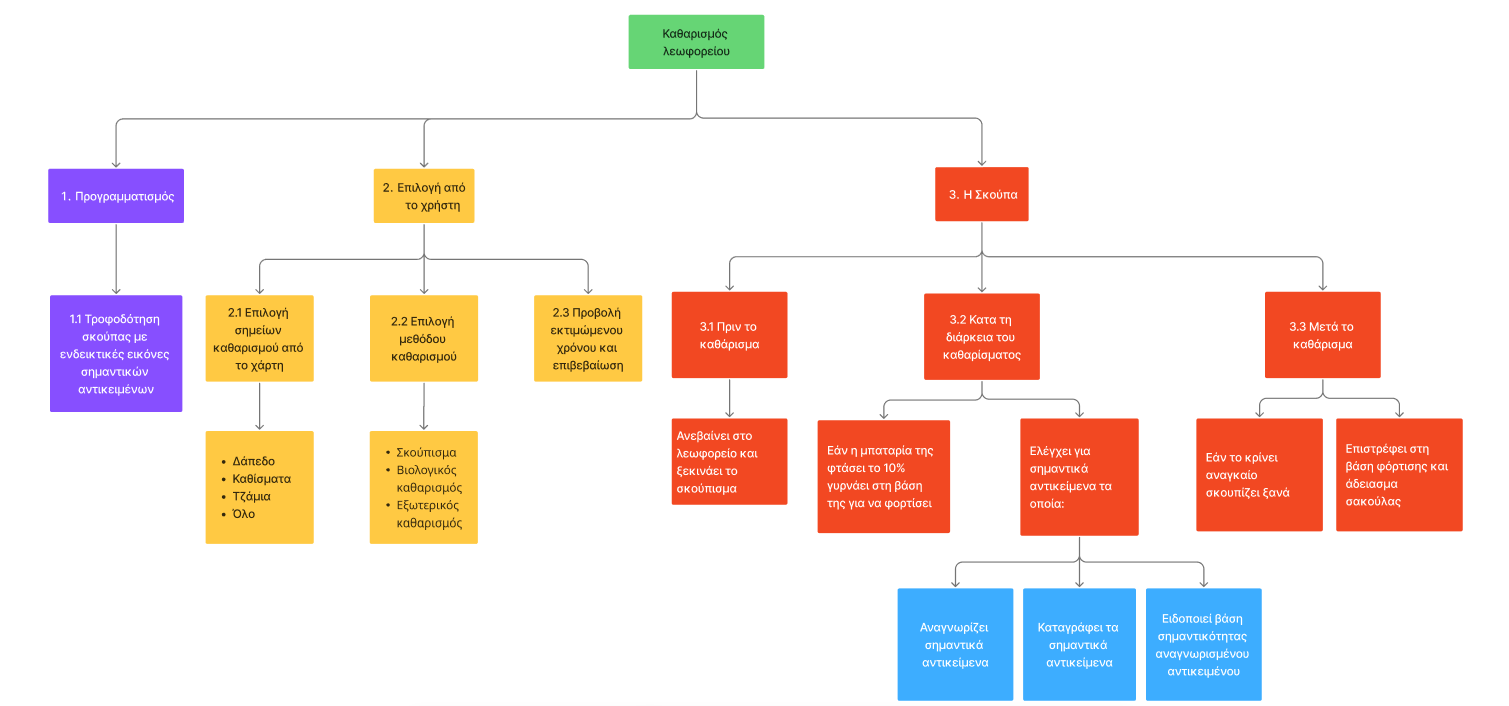 Καθαρισμός
λεωφορείου
1. Προγραμματισμός
2. Επιλογή από
το χρήστη
3. Η Σκούπα
1.1 Τροφοδότηση
σκούπας με
ενδεικτικές εικόνες
σημαντικών
αντικειμένων
2.1 Επιλογή
σημείων
καθαρισμού από
το χάρτη
2.2 Επιλογή
μεθόδου
καθαρισμού
2.3 Προβολή
εκτιμώμενου
χρόνου και
επιβεβαίωση
3.1 Πριν το
καθάρισμα
3.2 Κατα τη
διάρκεια του
καθαρίσματος
3.3 Μετά το
καθάρισμα
• Δάπεδο
• Καθίσματα
• Τζάμια
• Όλο
• Σκούπισμα
• Βιολογικός
καθαρισμός
• Εξωτερικός
καθαρισμός
Ανεβαίνει στο
λεωφορείο και
ξεκινάει το
σκούπισμα
Εάν η μπαταρία της
φτάσει το 10%
γυρνάει στη βάση
της για να φορτίσει
Ελέγχει για
σημαντικά
αντικείμενα τα
οποία:
Εάν το κρίνει
αναγκαίο
σκουπίζει ξανά
Επιστρέφει στη
βάση φόρτισης και
άδειασμα
σακούλας
Αναγνωρίζει
σημαντικά
αντικείμενα
Καταγράφει τα
σημαντικά
αντικείμενα
Ειδοποιεί βάση
σημαντικότητας
αναγνωρισμένου
αντικειμένου